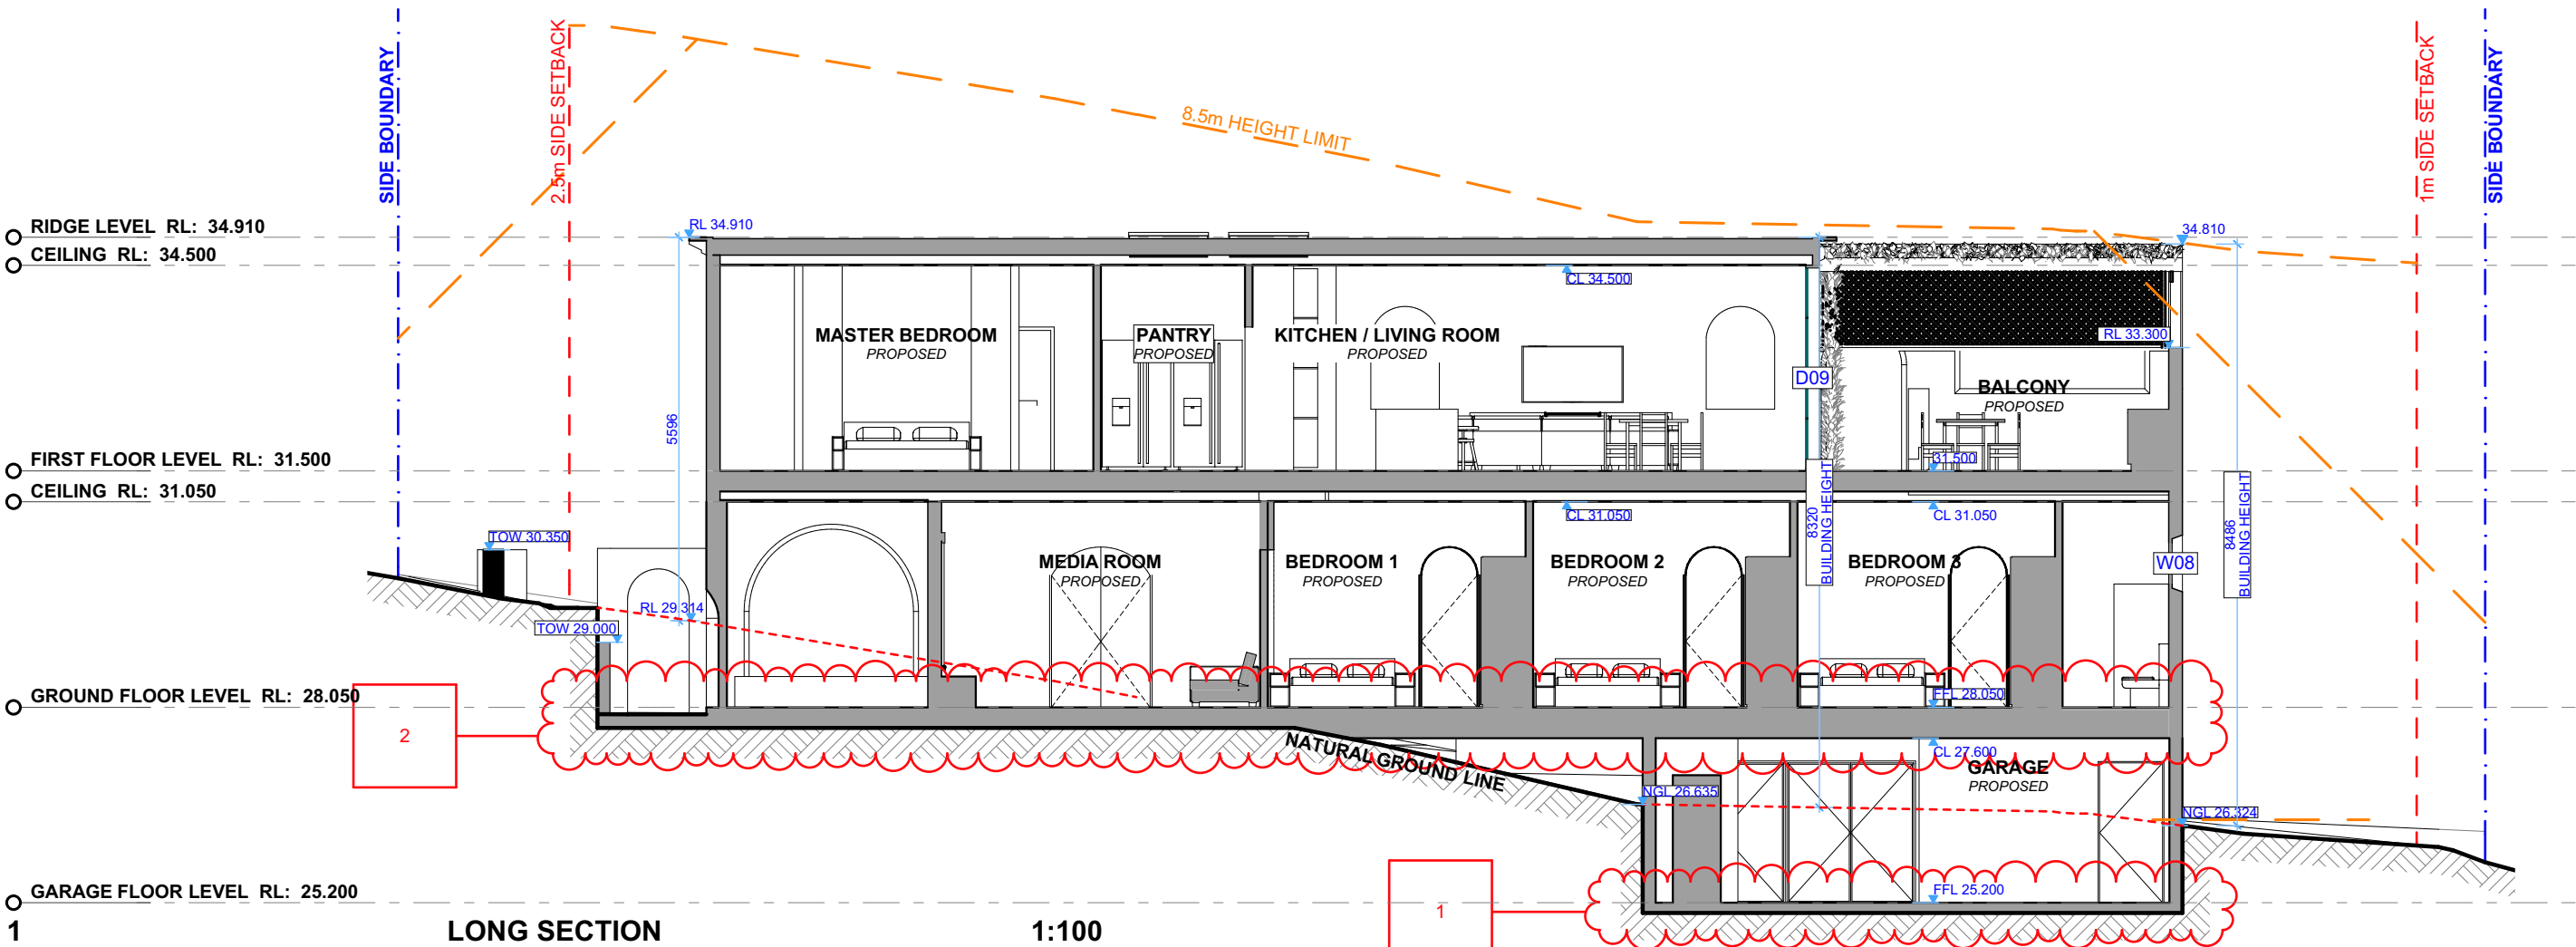 SIDE BOUNDARY
2.5m SIDE SETBACK
8.5m HEIGHT LIMIT
1m SIDE SETBACK
SIDE BOUNDARY
RIDGE LEVEL RL: 34.910
RL 34.910
34.810
CEILING RL: 34.500
CL 34.500
MASTER BEDROOM
PROPOSED
PANTRY
PROPOSED
KITCHEN / LIVING ROOM
PROPOSED
RL 33.300
D09
BALCONY
PROPOSED
5596
FIRST FLOOR LEVEL RL: 31.500
31.500
CEILING RL: 31.050
CL 31.050
CL 31.050
8320
BUILDING HEIGHT
8486
BUILDING HEIGHT
TOW 30.350
MEDIA ROOM
PROPOSED
BEDROOM 1
PROPOSED
BEDROOM 2
PROPOSED
BEDROOM 3
PROPOSED
W08
RL 29.314
TOW 29.000
GROUND FLOOR LEVEL RL: 28.050
FFL 28.050
2
NATURAL GROUND LINE
CL 27.600
GARAGE
PROPOSED
NGL 26.635
NGL 26.324
GARAGE FLOOR LEVEL RL: 25.200
FFL 25.200
1
1
LONG SECTION
1:100